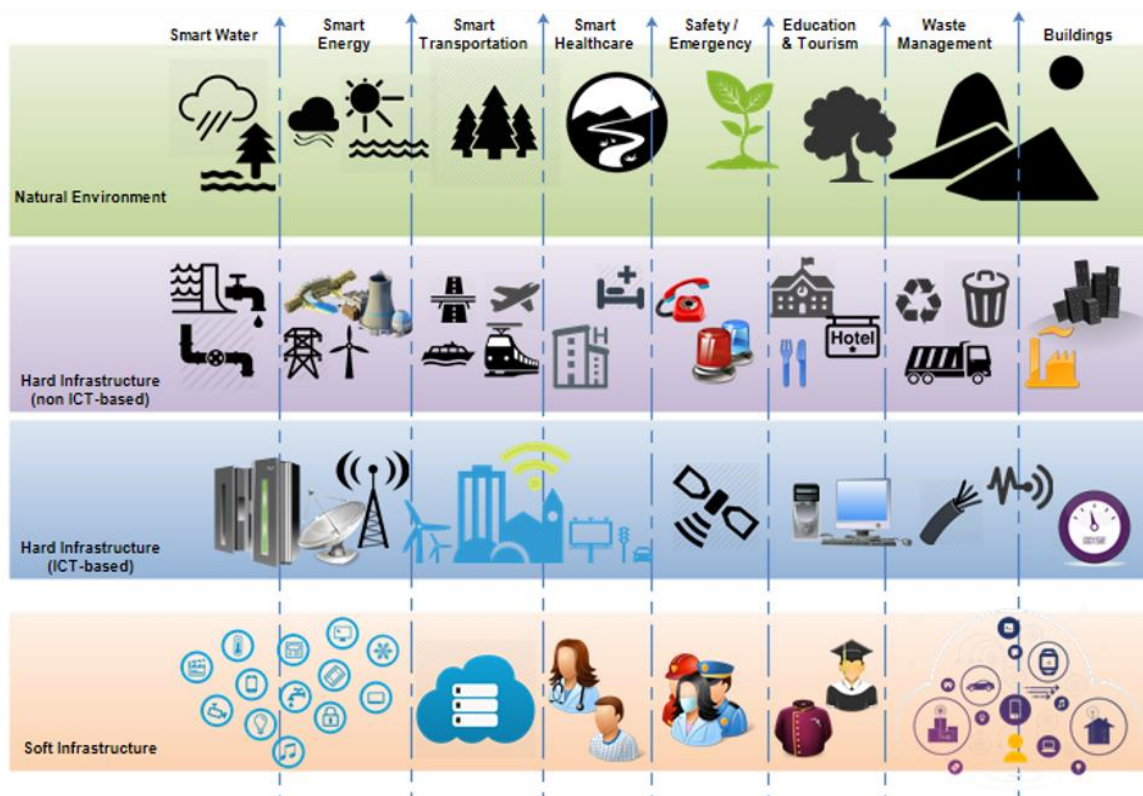 Smart Water
Smart
Energy
Smart
Transportation
Smart
Healthcare
Safety /
Emergency
Education
& Tourism
Waste
Management
Buildings
Natural Environment
H
Hotel
Hard Infrastructure
(non ICT-based)
Hard Infrastructure
(ICT-based)
Soft Infrastructure